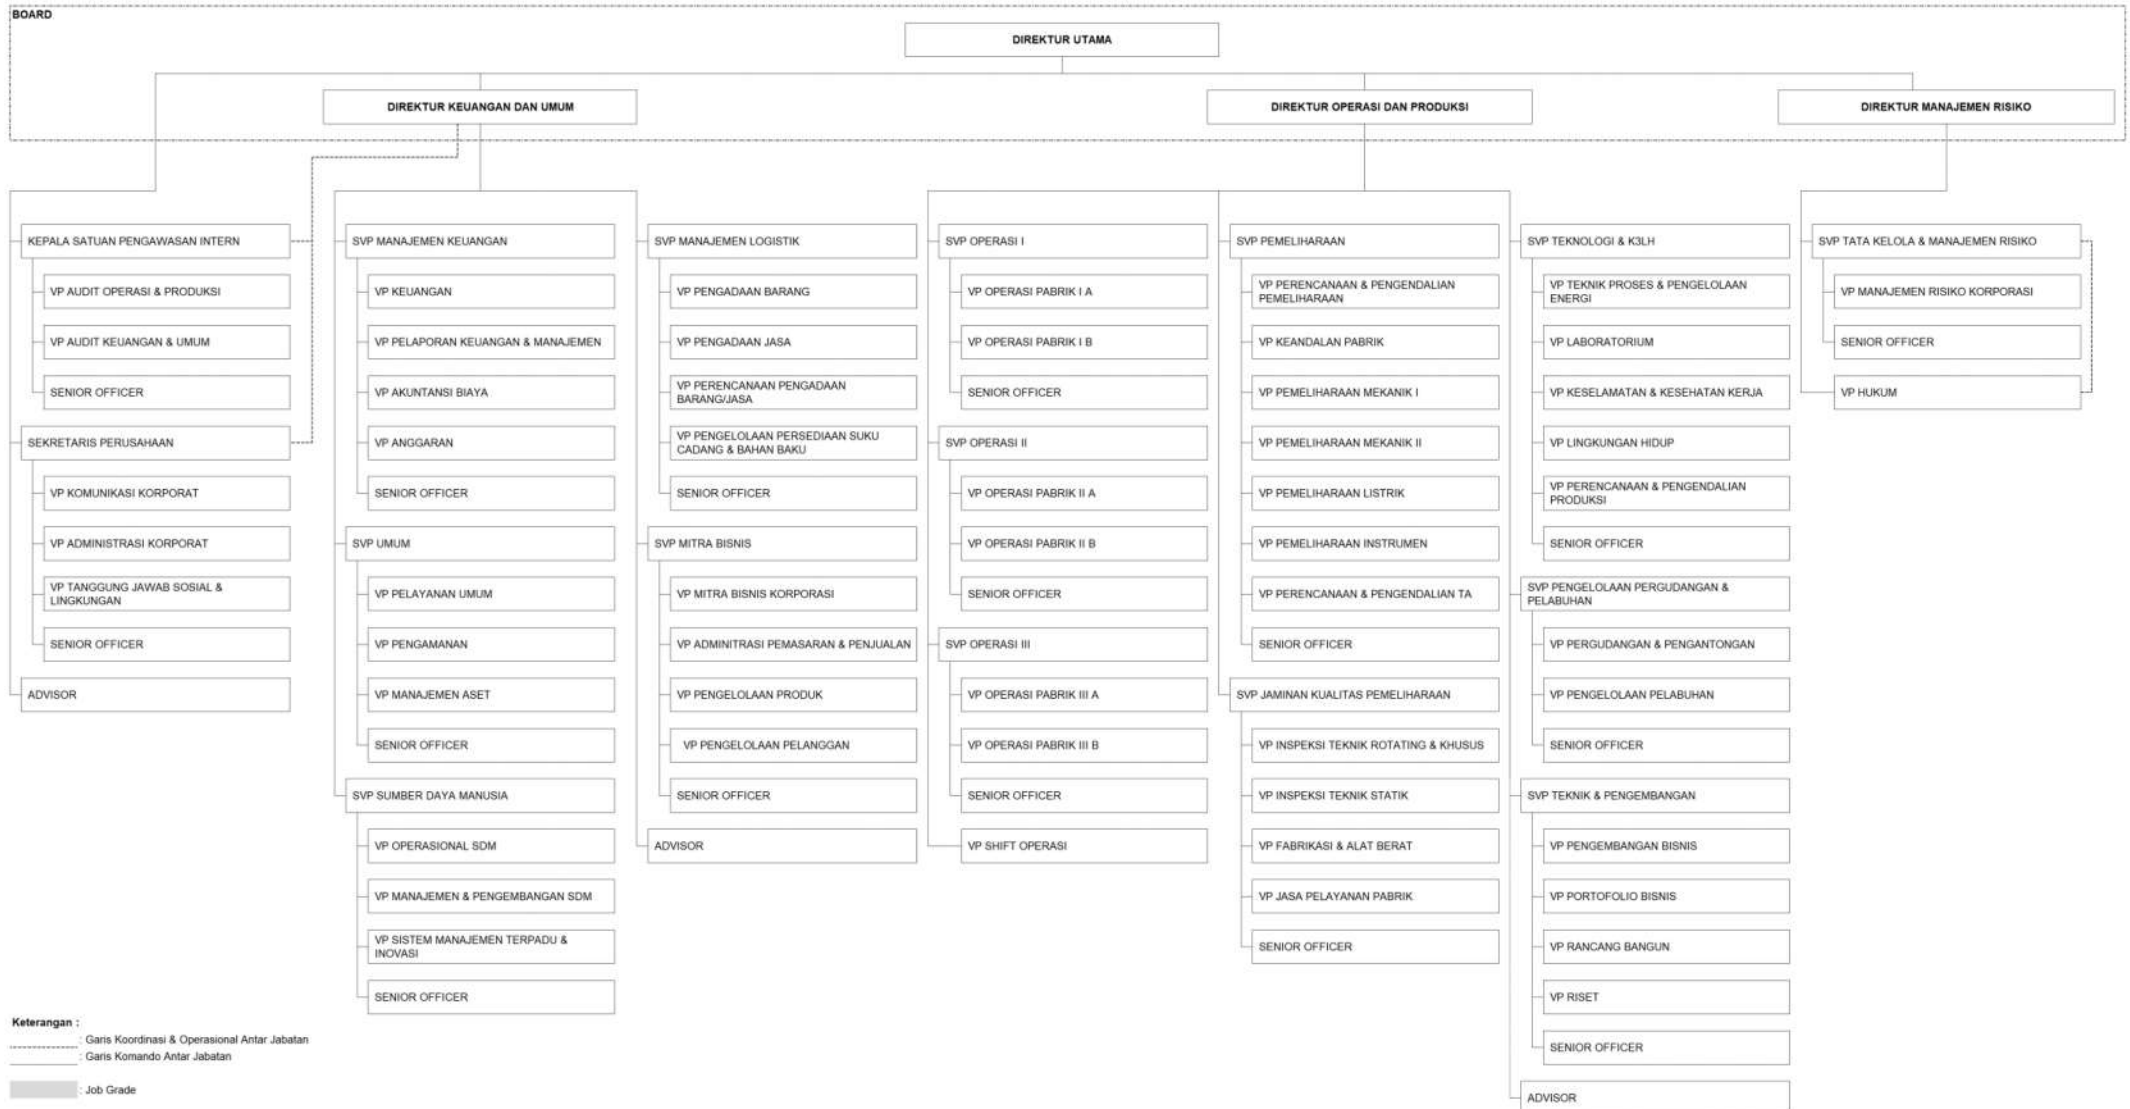 BOARD
DIREKTUR UTAMA
DIREKTUR KEUANGAN DAN UMUM
DIREKTUR OPERASI DAN PRODUKSI
DIREKTUR MANAJEMEN RISIKO
KEPALA SATUAN PENGAWASAN INTERN
VP AUDIT OPERASI & PRODUKSI
VP AUDIT KEUANGAN & UMUM
SENIOR OFFICER
SEKRETARIS PERUSAHAAN
VP KOMUNIKASI KORPORAT
VP ADMINISTRASI KORPORAT
VP TANGGUNG JAWAB SOSIAL &
LINGKUNGAN
SENIOR OFFICER
ADVISOR
SVP MANAJEMEN KEUANGAN
VP KEUANGAN
VP PELAPORAN KEUANGAN & MANAJEMEN
VP AKUNTANSI BIAYA
VP ANGGARAN
SENIOR OFFICER
SVP UMUM
VP PELAYANAN UMUM
VP PENGAMANAN
VP MANAJEMEN ASET
SENIOR OFFICER
SVP SUMBER DAYA MANUSIA
VP OPERASIONAL SDM
VP MANAJEMEN & PENGEMBANGAN SDM
VP SISTEM MANAJEMEN TERPADU &
INOVASI
SENIOR OFFICER
SVP MANAJEMEN LOGISTIK
VP PENGADAAN BARANG
VP PENGADAAN JASA
VP PERENCANAAN PENGADAAN
BARANG/JASA
VP PENGELOLAAN PERSEDIAAN SUKU
CADANG & BAHAN BAKU
SENIOR OFFICER
SVP MITRA BISNIS
VP MITRA BISNIS KORPORASI
VP ADMINITRASI PEMASARAN & PENJUALAN
VP PENGELOLAAN PRODUK
VP PENGELOLAAN PELANGGAN
SENIOR OFFICER
ADVISOR
SVP OPERASI I
VP OPERASI PABRIK I A
VP OPERASI PABRIK I B
SENIOR OFFICER
SVP OPERASI II
VP OPERASI PABRIK II A
VP OPERASI PABRIK II B
SENIOR OFFICER
SVP OPERASI III
VP OPERASI PABRIK III A
VP OPERASI PABRIK III B
SENIOR OFFICER
VP SHIFT OPERASI
SVP PEMELIHARAAN
VP PERENCANAAN & PENGENDALIAN
PEMELIHARAAN
VP KEANDALAN PABRIK
VP PEMELIHARAAN MEKANIK I
VP PEMELIHARAAN MEKANIK II
VP PEMELIHARAAN LISTRIK
VP PEMELIHARAAN INSTRUMEN
VP PERENCANAAN & PENGENDALIAN TA
SENIOR OFFICER
SVP JAMINAN KUALITAS PEMELIHARAAN
VP INSPEKSI TEKNIK ROTATING & KHUSUS
VP INSPEKSI TEKNIK STATIK
VP FABRIKASI & ALAT BERAT
VP JASA PELAYANAN PABRIK
SENIOR OFFICER
SVP TEKNOLOGI & K3LH
VP TEKNIK PROSES & PENGELOLAAN
ENERGI
VP LABORATORIUM
VP KESELAMATAN & KESEHATAN KERJA
VP LINGKUNGAN HIDUP
VP PERENCANAAN & PENGENDALIAN
PRODUKSI
SENIOR OFFICER
SVP PENGELOLAAN PERGUDANGAN &
PELABUHAN
VP PERGUDANGAN & PENGANTONGAN
VP PENGELOLAAN PELABUHAN
SENIOR OFFICER
SVP TEKNIK & PENGEMBANGAN
VP PENGEMBANGAN BISNIS
VP PORTOFOLIO BISNIS
VP RANCANG BANGUN
VP RISET
SENIOR OFFICER
ADVISOR
SVP TATA KELOLA & MANAJEMEN RISIKO
VP MANAJEMEN RISIKO KORPORASI
SENIOR OFFICER
VP HUKUM
Keterangan :
: Garis Koordinasi & Operasional Antar Jabatan
: Garis Komando Antar Jabatan
: Job Grade